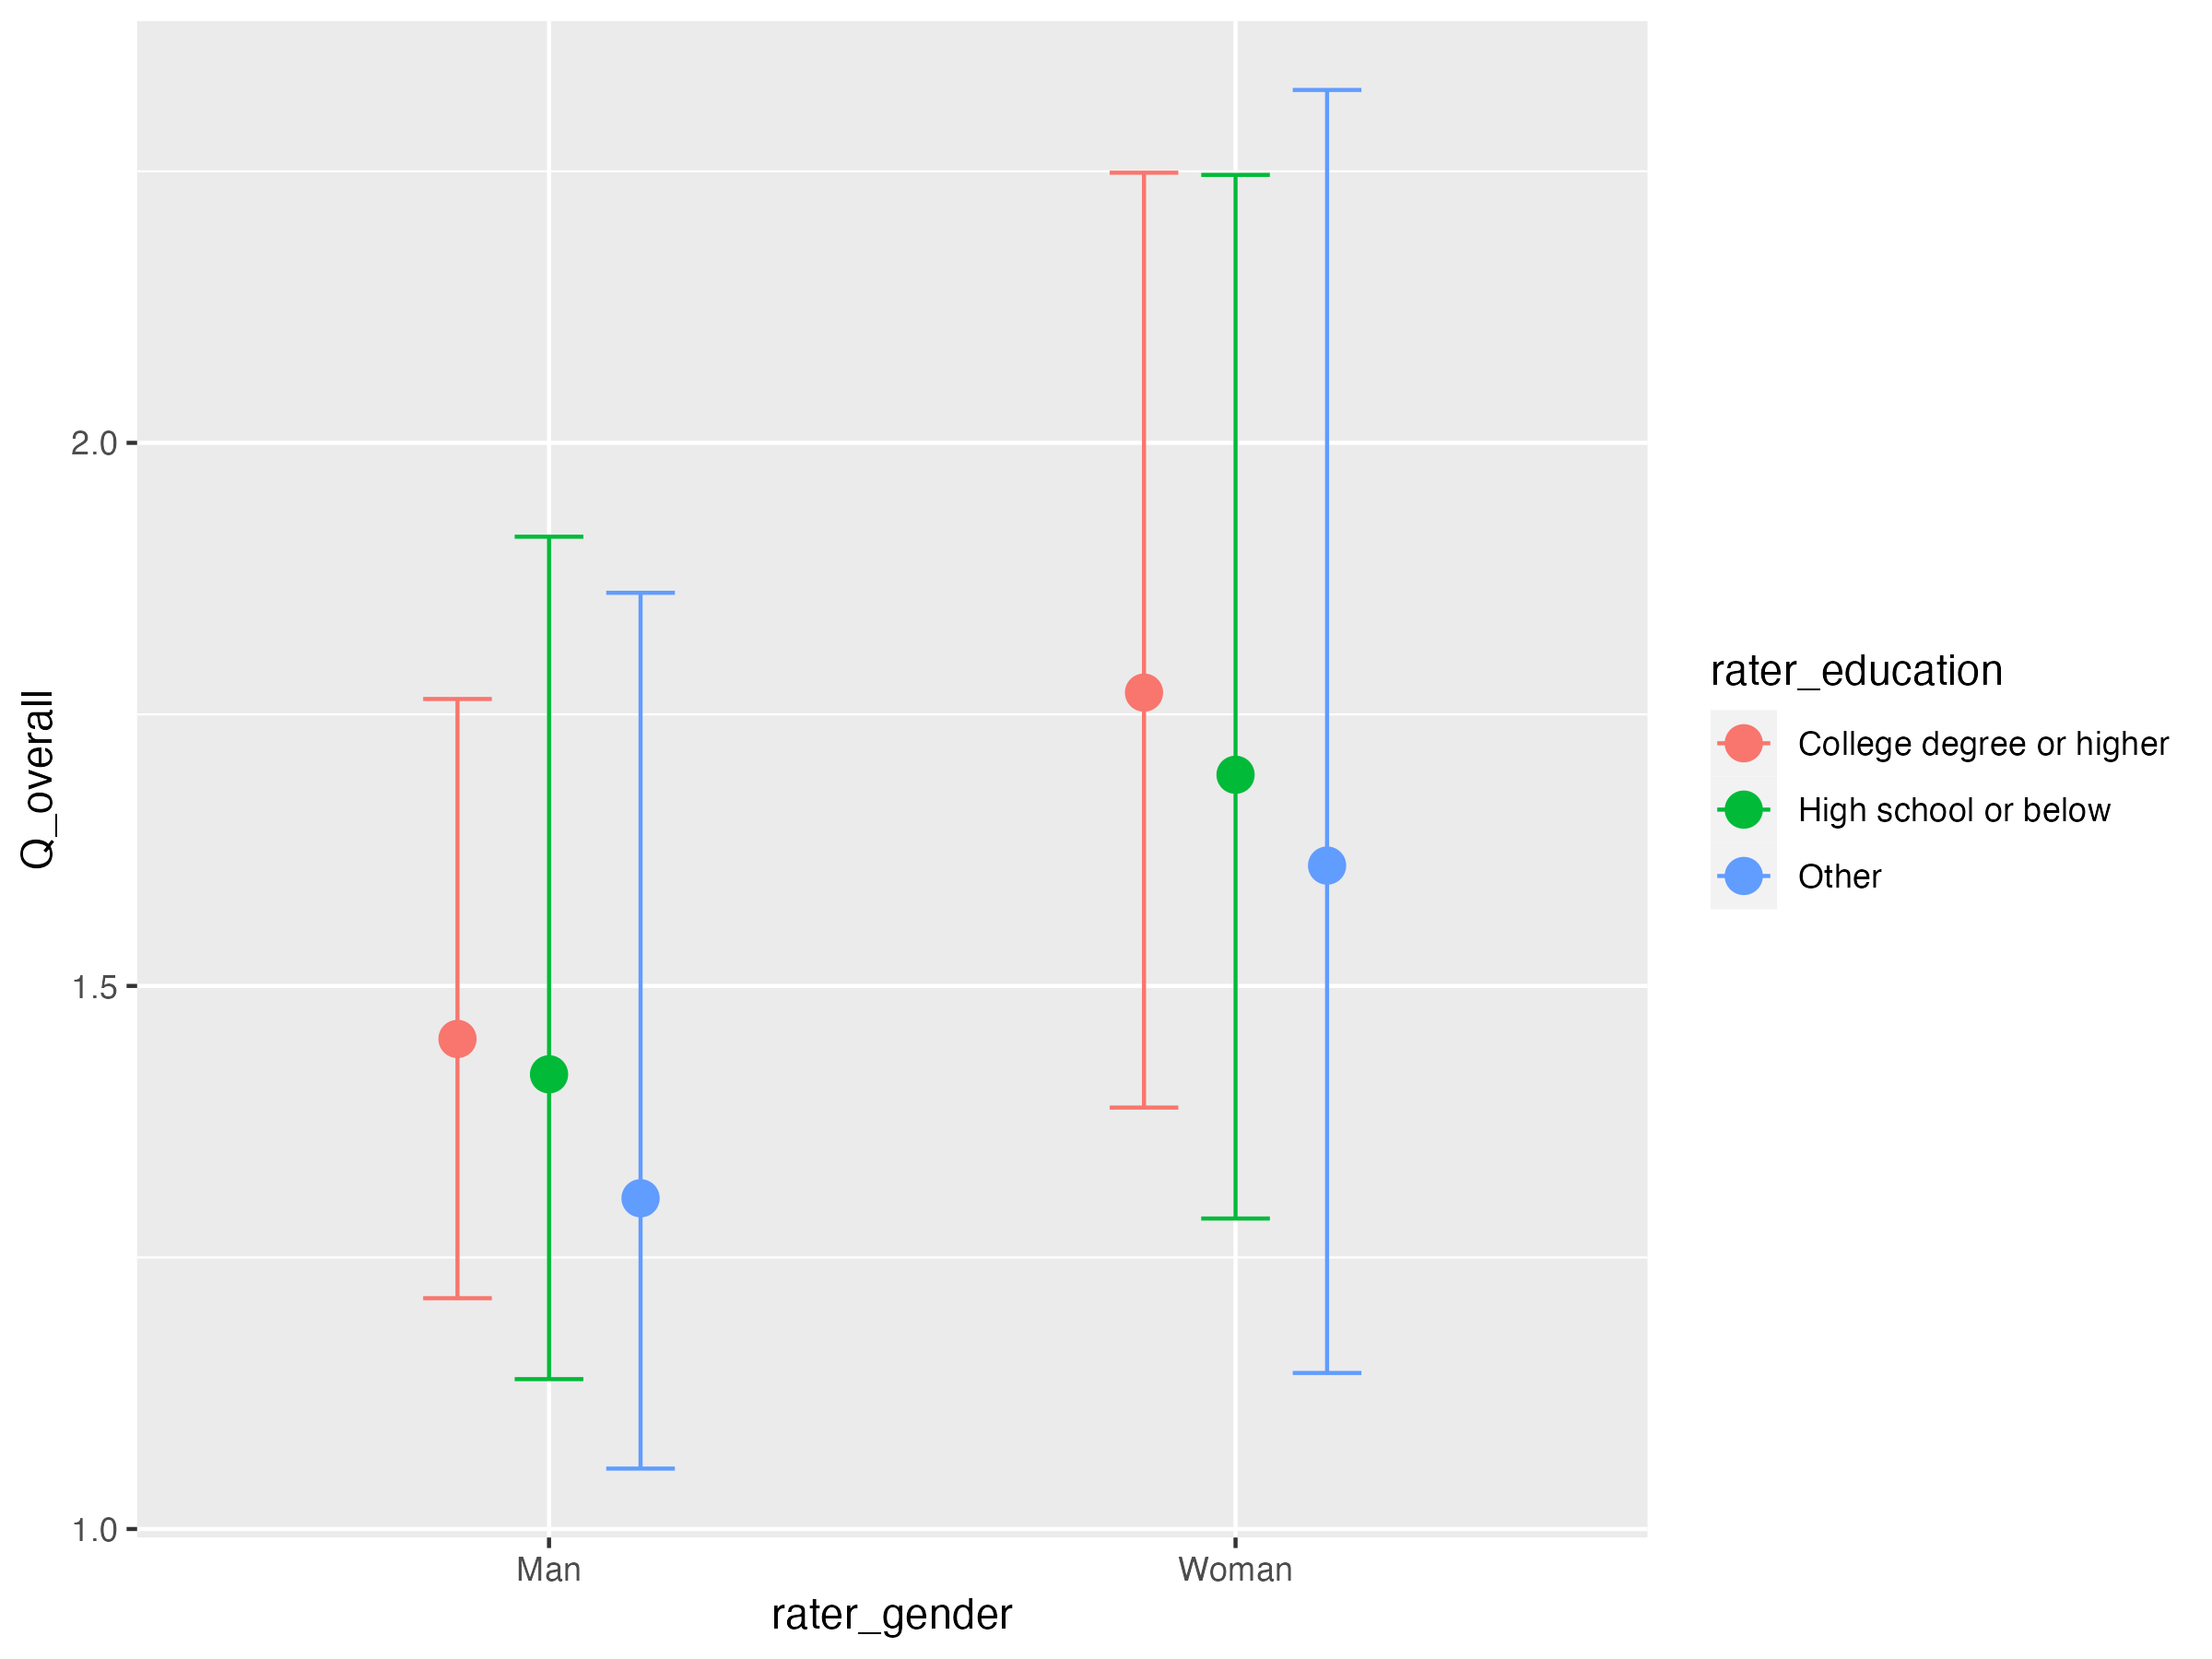 Q_overall
2.0
1.5
1.0
Man
Woman
rater_gender
rater_education
College degree or higher
High school or below
Other